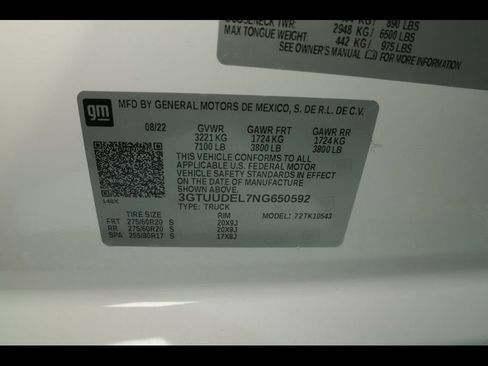 GOOSENECK TWR:
890 LBS
2948 KG / 6500 LBS
MAX TONGUE WEIGHT: 442 KG / 975 LBS
SEE OWNER'S MANUAL FOR
gm
MFD BY GENERAL MOTORS DE MEXICO, S. DE R.L. DE C.V.
08/22 GVWR GAWR FRT GAWR RR
3221 KG 1724 KG 1724 KG
7100 LB 3800 LB 3800 LB
THIS VEHICLE CONFORMS TO ALL
APPLICABLE U.S. FEDERAL MOTOR
VEHICLE SAFETY STANDARDS IN EFFECT
ON THE DATE OF MANUFACTURE
SHOWN ABOVE.
3GTUUDEL7NG650592
TYPE: TRUCK
TIRE SIZE RIM MODEL: 72TK10543
FRT 275/60R20 S 20X9J
RR 275/60R20 S 20X9J
SPA 255/80R17 S 17X8J